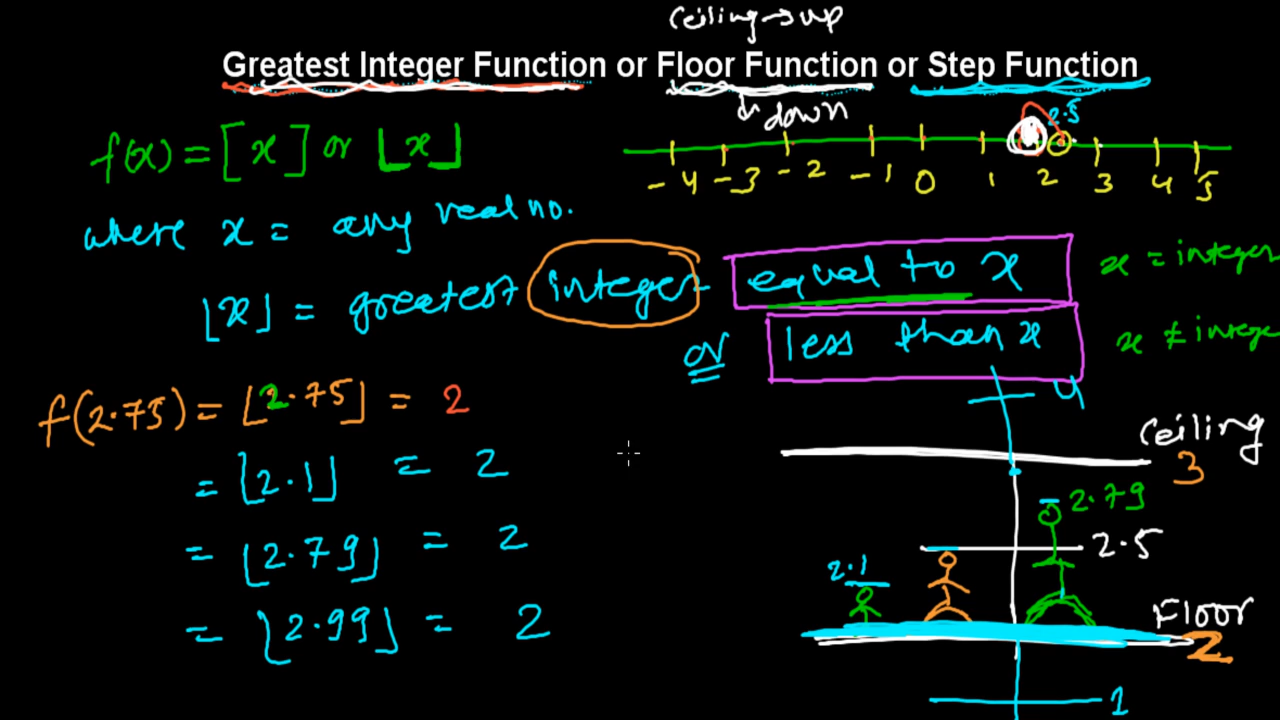 ceiling → up
Greatest Integer Function or Floor Function or Step Function
down
f(x) = [x] or ⌊x⌋
2.5
-4 -3 -2 -1 0 1 2 3 4 5
where x = any real no.
⌊x⌋ = greatest integer equal to x
x = integer
or less than x
x ≠ intege
f(2.75) = ⌊2.75⌋ = 2
= ⌊2.1⌋ = 2
= ⌊2.79⌋ = 2
= ⌊2.99⌋ = 2
4
ceiling
3
2.79
2.5
2.1
Floor
2
1